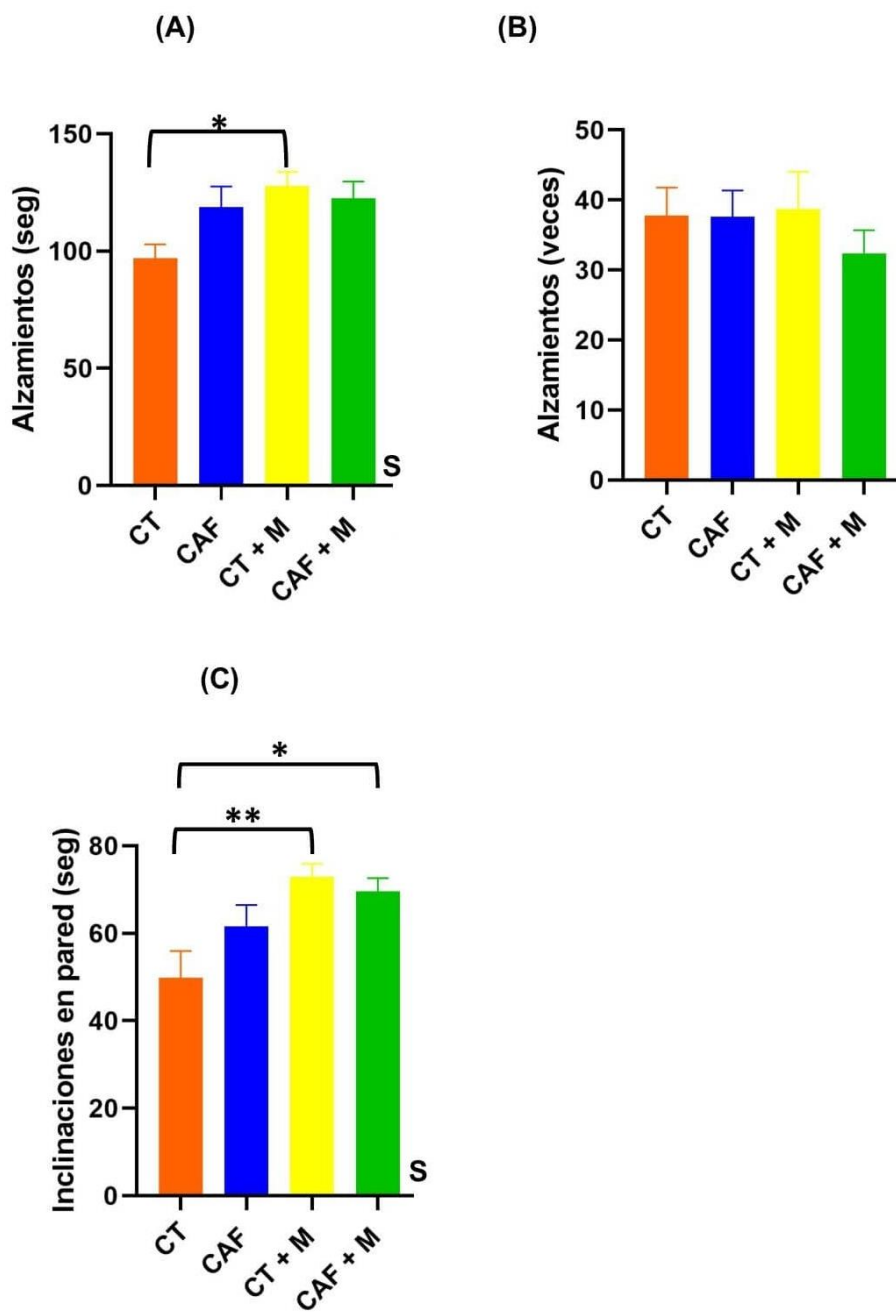 (A)
*
Alzamientos (seg)
150
100
50
0
S
CT
CAF
CT + M
CAF + M
(B)
Alzamientos (veces)
50
40
30
20
10
0
CT
CAF
CT + M
CAF + M
(C)
*
**
Inclinaciones en pared (seg)
80
60
40
20
0
S
CT
CAF
CT + M
CAF + M